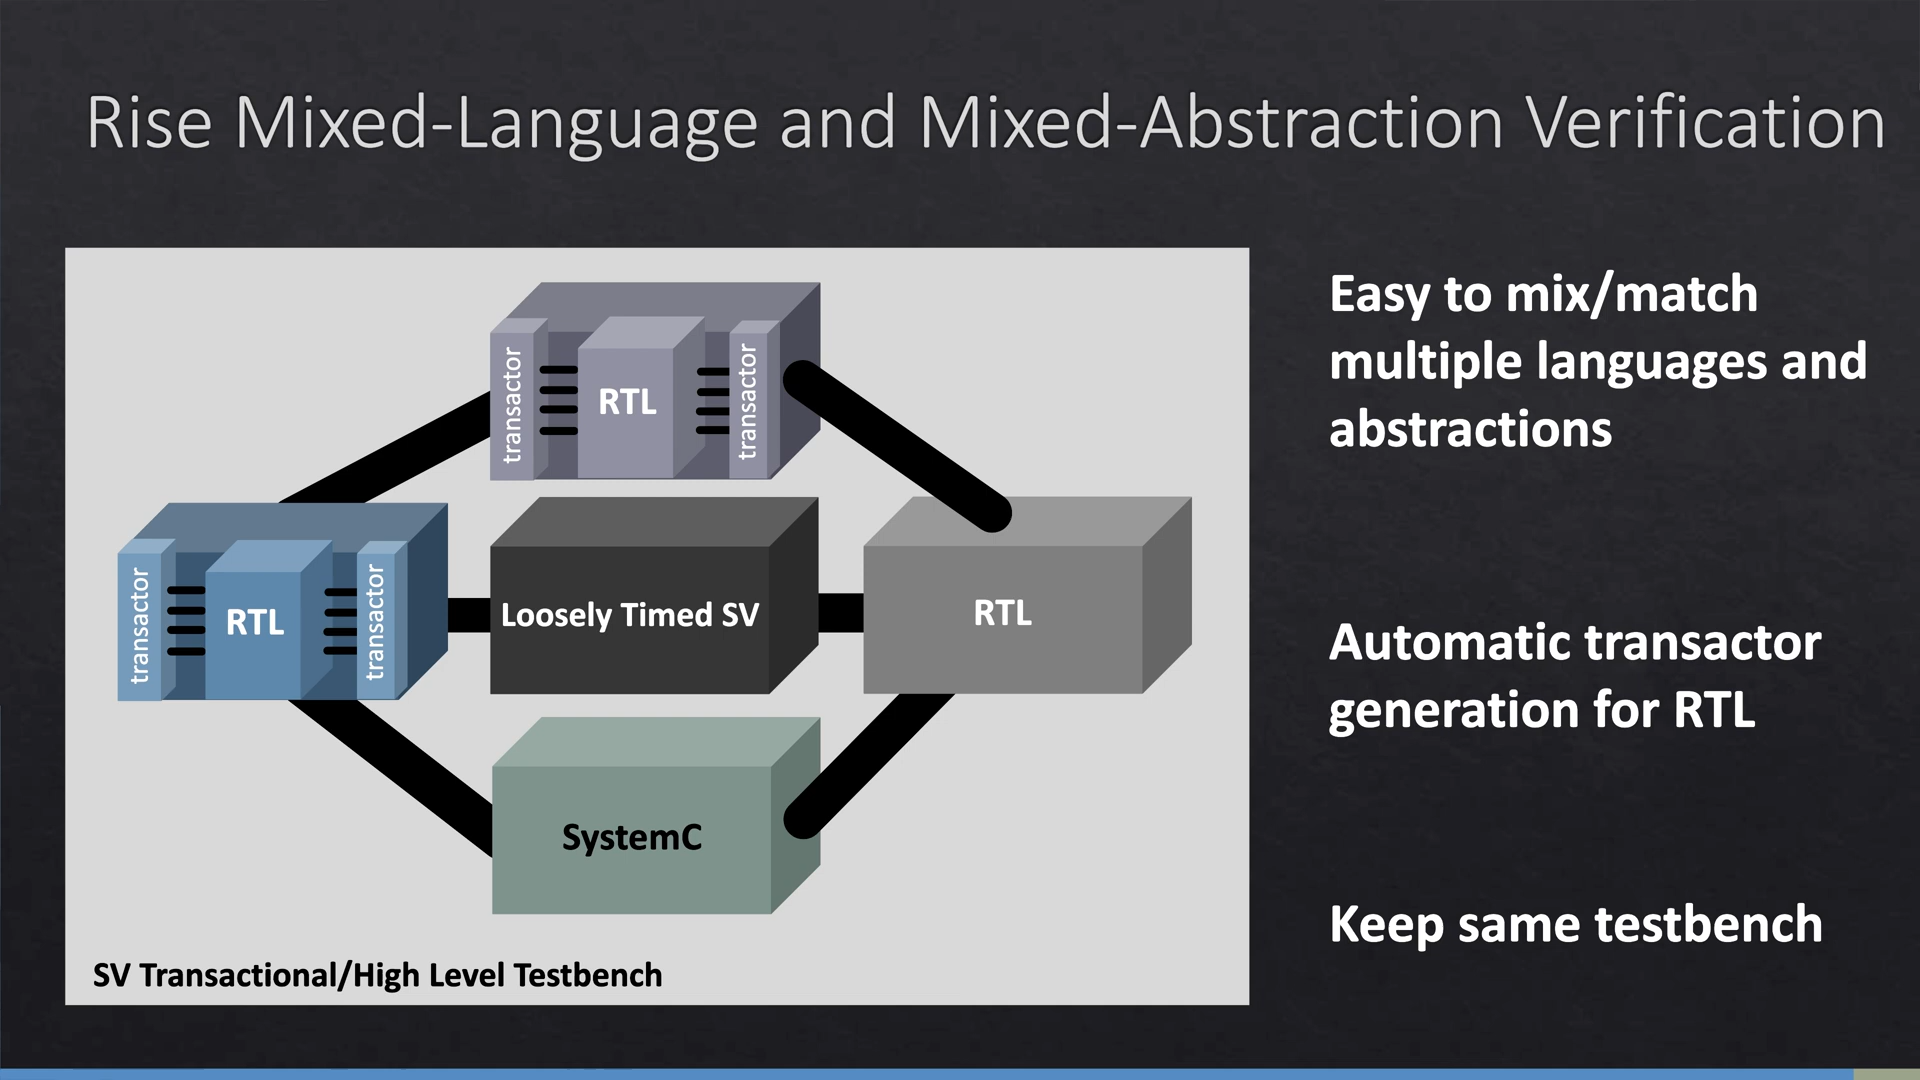 Rise Mixed-Language and Mixed-Abstraction Verification
transactor
RTL
transactor
transactor
RTL
transactor
Loosely Timed SV
RTL
SystemC
SV Transactional/High Level Testbench
Easy to mix/match
multiple languages and
abstractions
Automatic transactor
generation for RTL
Keep same testbench